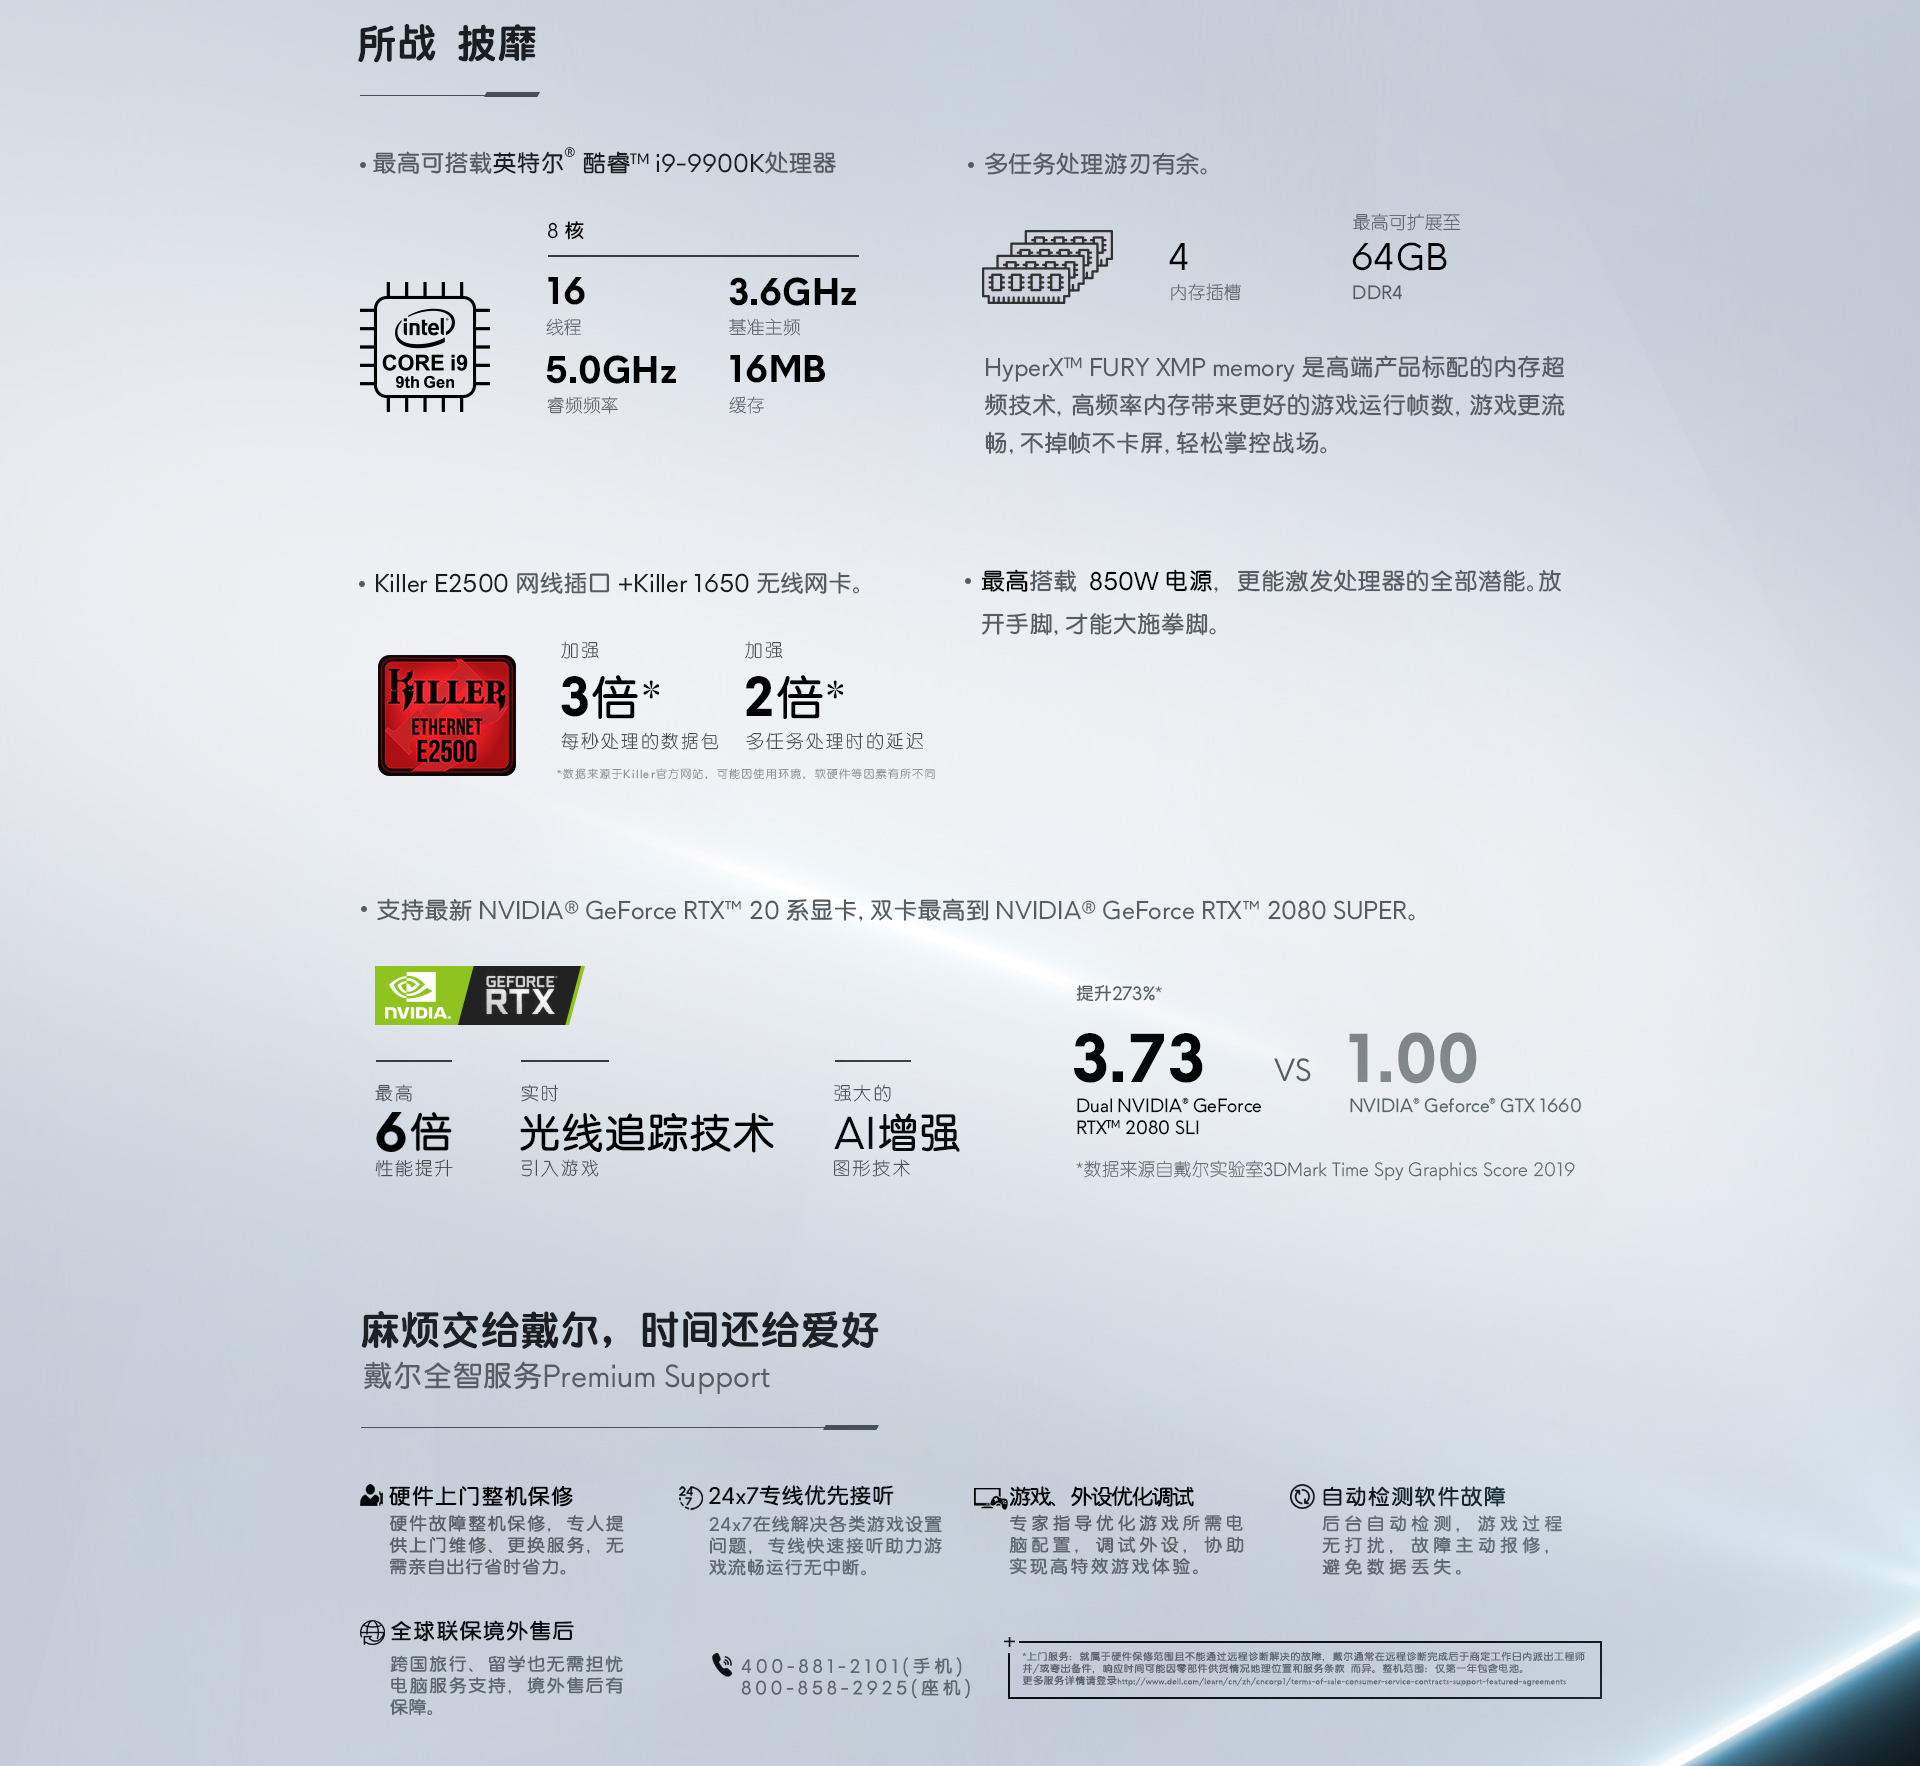 所战 披靡
•最高可搭载英特尔® 酷睿™ i9-9900K处理器
8 核
intel
CORE i9
9th Gen
16
线程
3.6GHz
基准主频
5.0GHz
睿频频率
16MB
缓存
• 多任务处理游刃有余。
4
内存插槽
最高可扩展至
64GB
DDR4
HyperX™ FURY XMP memory 是高端产品标配的内存超
频技术, 高频率内存带来更好的游戏运行帧数, 游戏更流
畅, 不掉帧不卡屏, 轻松掌控战场。
• Killer E2500 网线插口 +Killer 1650 无线网卡。
KILLER
ETHERNET
E2500
加强
3倍*
每秒处理的数据包
加强
2倍*
多任务处理时的延迟
*数据来源于Killer官方网站，可能因使用环境，软硬件等因素有所不同
• 最高搭载 850W 电源, 更能激发处理器的全部潜能。放
开手脚, 才能大施拳脚。
• 支持最新 NVIDIA® GeForce RTX™ 20 系显卡, 双卡最高到 NVIDIA® GeForce RTX™ 2080 SUPER。
NVIDIA.
GEFORCE
RTX
最高
6倍
性能提升
实时
光线追踪技术
引入游戏
强大的
AI增强
图形技术
提升273%*
3.73
Dual NVIDIA® GeForce
RTX™ 2080 SLI
VS
1.00
NVIDIA® Geforce® GTX 1660
*数据来源自戴尔实验室3DMark Time Spy Graphics Score 2019
麻烦交给戴尔，时间还给爱好
戴尔全智服务Premium Support
硬件上门整机保修
硬件故障整机保修，专人提
供上门维修、更换服务，无
需亲自出行省时省力。
24
7
24x7专线优先接听
24x7在线解决各类游戏设置
问题，专线快速接听助力游
戏流畅运行无中断。
游戏、外设优化调试
专家指导优化游戏所需电
脑配置，调试外设，协助
实现高特效游戏体验。
自动检测软件故障
后台自动检测，游戏过程
无打扰，故障主动报修，
避免数据丢失。
全球联保境外售后
跨国旅行、留学也无需担忧
电脑服务支持，境外售后有
保障。
400-881-2101(手机)
800-858-2925(座机)
*上门服务：就属于硬件保修范围且不能通过远程诊断解决的故障，戴尔通常在远程诊断完成后于商定工作日内派出工程师
并/或寄出备件，响应时间可能因零部件供货情况地理位置和服务条款 而异。整机范围：仅第一年包含电池。
更多服务详情请登录http://www.dell.com/learn/cn/zh/cncorp1/terms-of-sale-consumer-service-contracts-support-featured-agreements